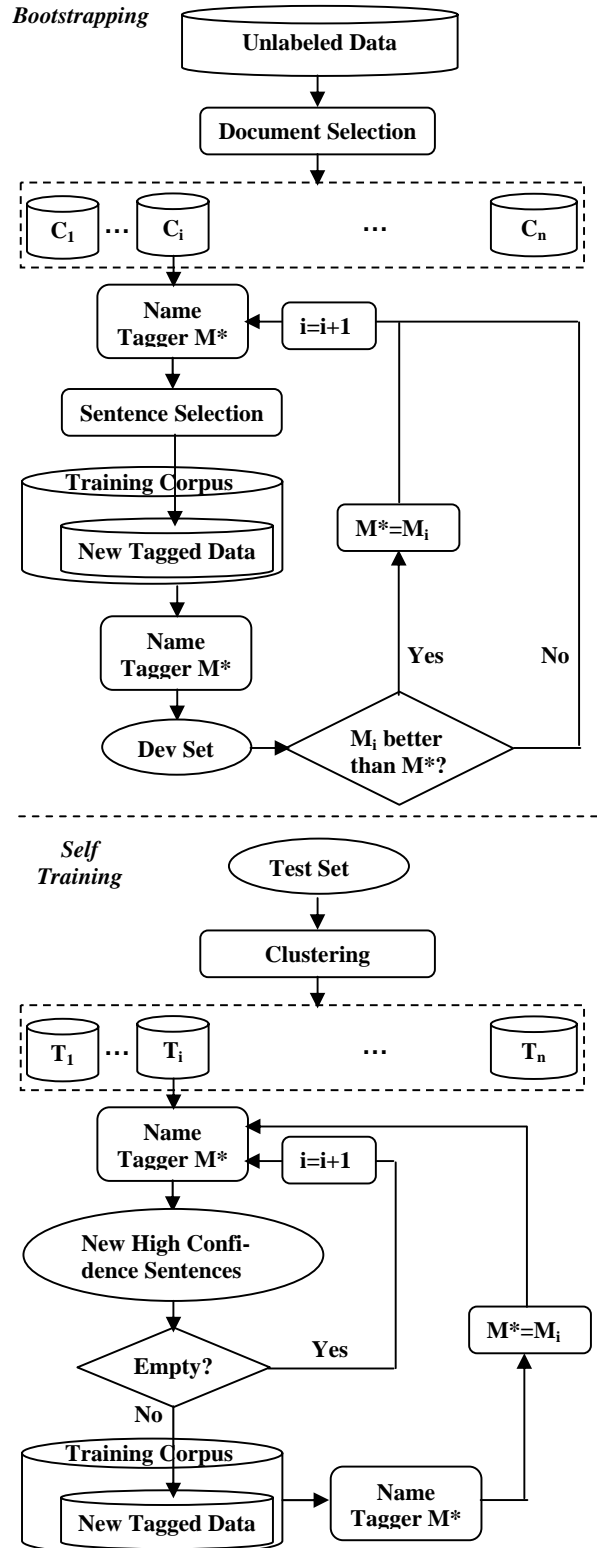 Bootstrapping
Unlabeled Data
Document Selection
C1 ... Ci ... Cn
Name
Tagger M*
i=i+1
Sentence Selection
Training Corpus
New Tagged Data
M*=Mi
Name
Tagger M*
Yes
No
Dev Set
Mi better
than M*?
Self
Training
Test Set
Clustering
T1 ... Ti ... Tn
Name
Tagger M*
i=i+1
New High Confi-
dence Sentences
M*=Mi
Empty?
Yes
No
Training Corpus
New Tagged Data
Name
Tagger M*